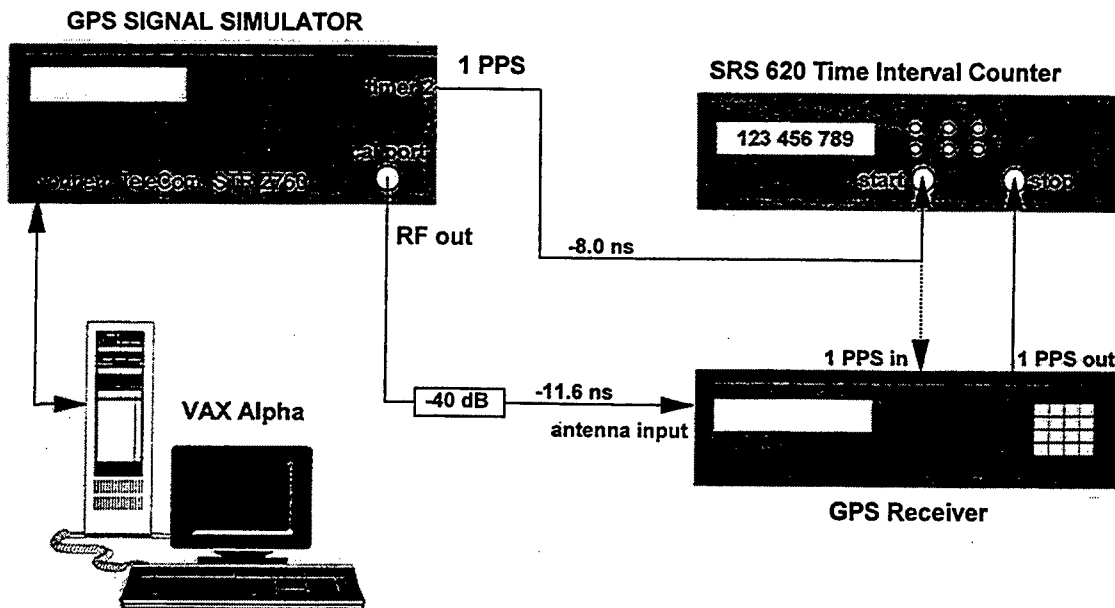 GPS SIGNAL SIMULATOR
1 PPS
SRS 620 Time Interval Counter
timer 2
123 456 789
cal port
TeleCom STR 2760
start
stop
RF out
-8.0 ns
1 PPS in
1 PPS out
-40 dB
-11.6 ns
VAX Alpha
antenna input
GPS Receiver